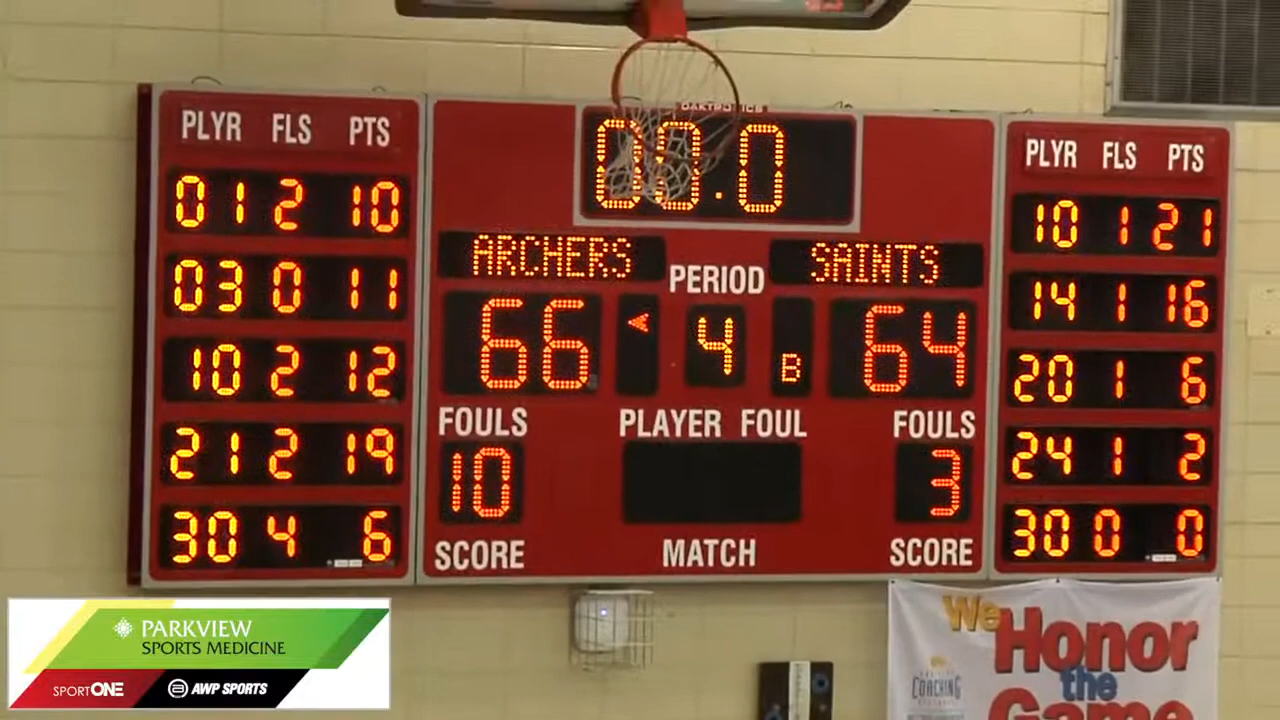 DAKTRONICS
PLYR FLS PTS
00.0
PLYR FLS PTS
01 2 10
10 1 21
ARCHERS
SAINTS
PERIOD
03 0 11
66
4
B
64
14 1 16
10 2 12
20 1 6
FOULS
PLAYER FOUL
FOULS
21 2 19
10
3
24 1 2
30 4 6
30 0 0
SCORE
MATCH
SCORE
PARKVIEW
SPORTS MEDICINE
SPORTONE
AWP SPORTS
We
Honor
the
Game
COACHING